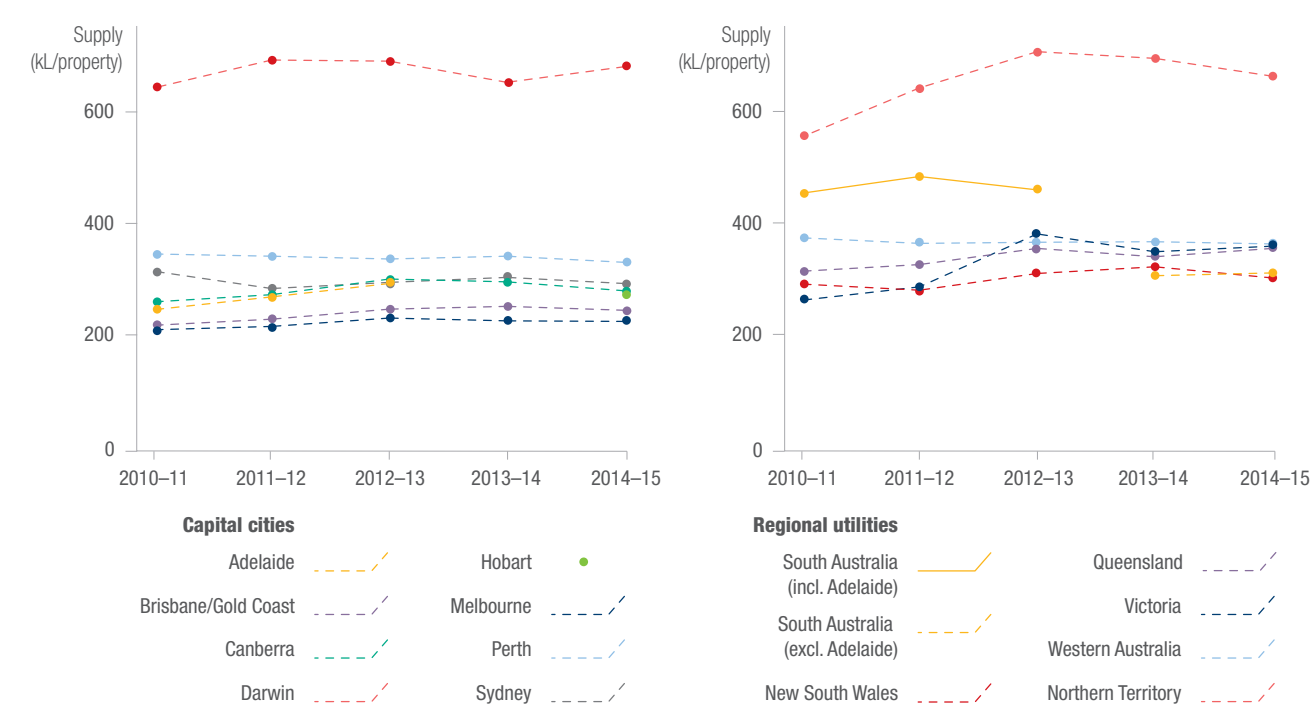 Supply
(kL/property)
600
400
200
0
2010–11
2011–12
2012–13
2013–14
2014–15
Capital cities
Adelaide
Hobart
Brisbane/Gold Coast
Melbourne
Canberra
Perth
Darwin
Sydney
Supply
(kL/property)
600
400
200
0
2010–11
2011–12
2012–13
2013–14
2014–15
Regional utilities
South Australia
(incl. Adelaide)
Queensland
South Australia
(excl. Adelaide)
Victoria
Western Australia
New South Wales
Northern Territory